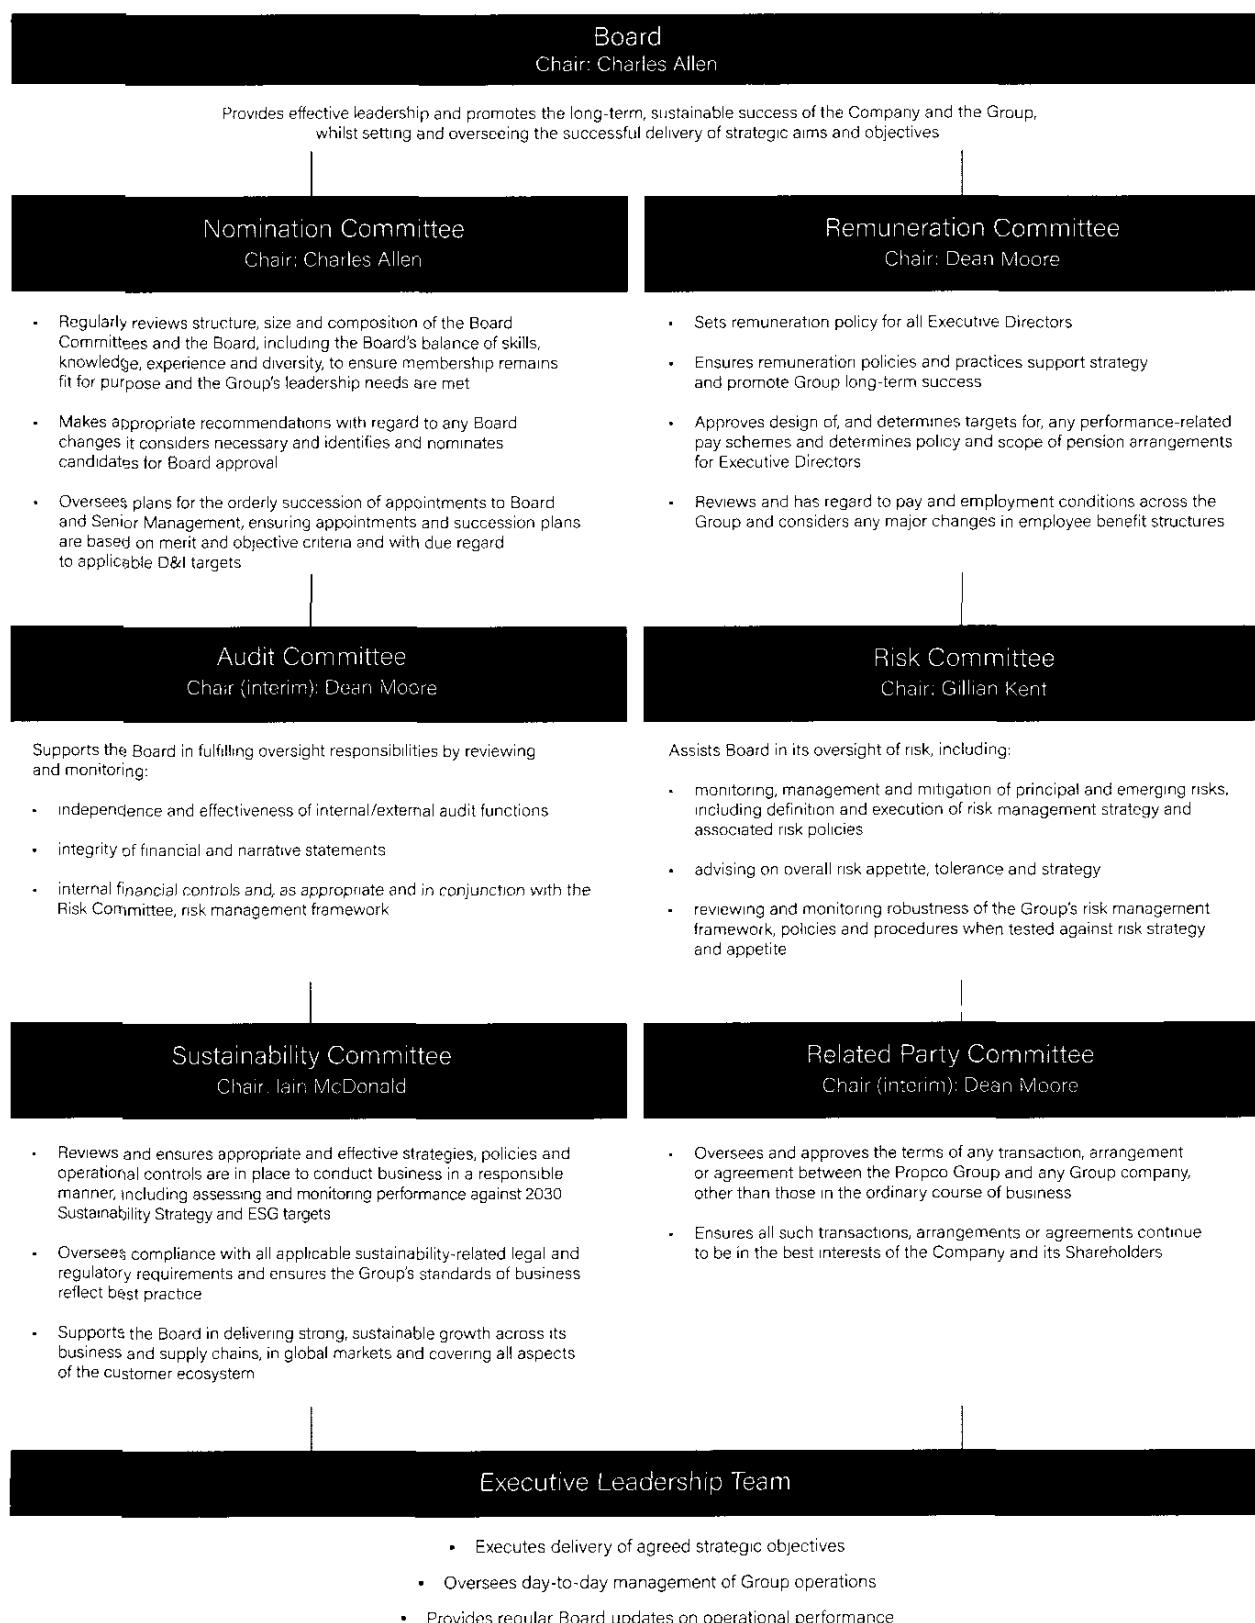 Board
Chair: Charles Allen
Provides effective leadership and promotes the long-term, sustainable success of the Company and the Group,
whilst setting and overseeing the successful delivery of strategic aims and objectives
Nomination Committee
Chair: Charles Allen
• Regularly reviews structure, size and composition of the Board
Committees and the Board, including the Board's balance of skills,
knowledge, experience and diversity, to ensure membership remains
fit for purpose and the Group's leadership needs are met
• Makes appropriate recommendations with regard to any Board
changes it considers necessary and identifies and nominates
candidates for Board approval
• Oversees plans for the orderly succession of appointments to Board
and Senior Management, ensuring appointments and succession plans
are based on merit and objective criteria and with due regard
to applicable D&I targets
Remuneration Committee
Chair: Dean Moore
• Sets remuneration policy for all Executive Directors
• Ensures remuneration policies and practices support strategy
and promote Group long-term success
• Approves design of, and determines targets for, any performance-related
pay schemes and determines policy and scope of pension arrangements
for Executive Directors
• Reviews and has regard to pay and employment conditions across the
Group and considers any major changes in employee benefit structures
Audit Committee
Chair (interim): Dean Moore
Supports the Board in fulfilling oversight responsibilities by reviewing
and monitoring:
• independence and effectiveness of internal/external audit functions
• integrity of financial and narrative statements
• internal financial controls and, as appropriate and in conjunction with the
Risk Committee, risk management framework
Risk Committee
Chair: Gillian Kent
Assists Board in its oversight of risk, including:
• monitoring, management and mitigation of principal and emerging risks,
including definition and execution of risk management strategy and
associated risk policies
• advising on overall risk appetite, tolerance and strategy
• reviewing and monitoring robustness of the Group's risk management
framework, policies and procedures when tested against risk strategy
and appetite
Sustainability Committee
Chair: Iain McDonald
• Reviews and ensures appropriate and effective strategies, policies and
operational controls are in place to conduct business in a responsible
manner, including assessing and monitoring performance against 2030
Sustainability Strategy and ESG targets
• Oversees compliance with all applicable sustainability-related legal and
regulatory requirements and ensures the Group's standards of business
reflect best practice
• Supports the Board in delivering strong, sustainable growth across its
business and supply chains, in global markets and covering all aspects
of the customer ecosystem
Related Party Committee
Chair (interim): Dean Moore
• Oversees and approves the terms of any transaction, arrangement
or agreement between the Propco Group and any Group company,
other than those in the ordinary course of business
• Ensures all such transactions, arrangements or agreements continue
to be in the best interests of the Company and its Shareholders
Executive Leadership Team
• Executes delivery of agreed strategic objectives
• Oversees day-to-day management of Group operations
• Provides regular Board updates on operational performance